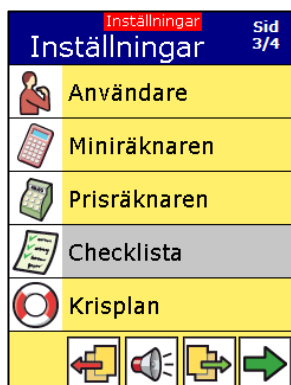 Inställningar
Inställningar
Sid
3/4
Användare
Miniräknaren
Prisräknaren
Checklista
Krisplan